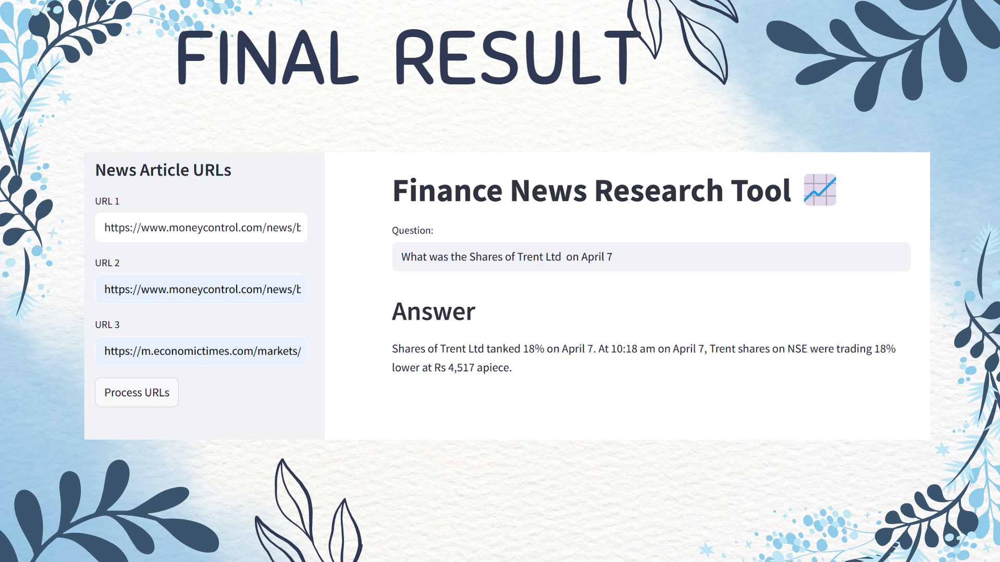 FINAL RESULT
News Article URLs
URL 1
https://www.moneycontrol.com/news/b
URL 2
https://www.moneycontrol.com/news/b
URL 3
https://m.economictimes.com/markets/
Process URLs
Finance News Research Tool
Question:
What was the Shares of Trent Ltd  on April 7
Answer
Shares of Trent Ltd tanked 18% on April 7. At 10:18 am on April 7, Trent shares on NSE were trading 18%
lower at Rs 4,517 apiece.